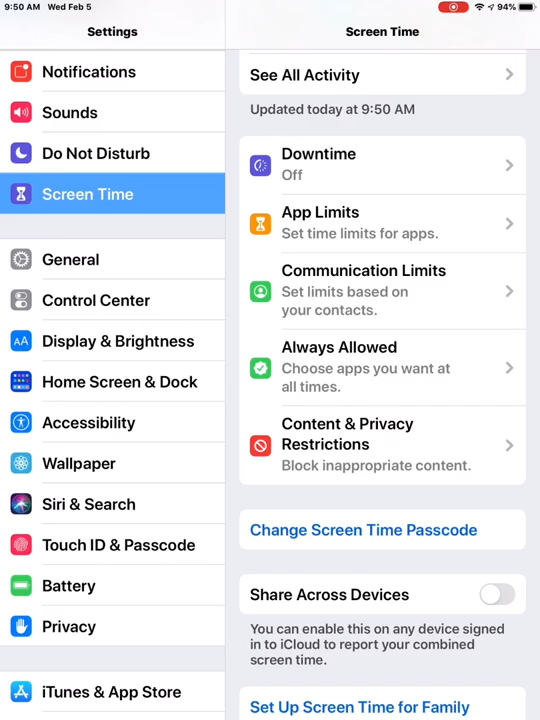 9:50 AM Wed Feb 5
94%
Settings
Notifications
Sounds
Do Not Disturb
Screen Time
General
Control Center
AA Display & Brightness
Home Screen & Dock
Accessibility
Wallpaper
Siri & Search
Touch ID & Passcode
Battery
Privacy
iTunes & App Store
Screen Time
See All Activity
Updated today at 9:50 AM
Downtime
Off
App Limits
Set time limits for apps.
Communication Limits
Set limits based on
your contacts.
Always Allowed
Choose apps you want at
all times.
Content & Privacy
Restrictions
Block inappropriate content.
Change Screen Time Passcode
Share Across Devices
You can enable this on any device signed
in to iCloud to report your combined
screen time.
Set Up Screen Time for Family